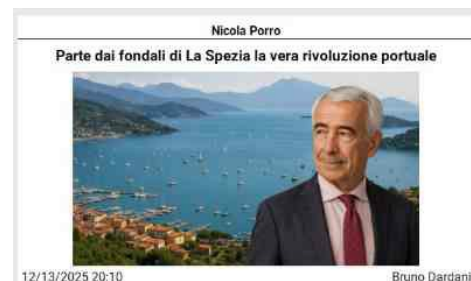 Nicola Porro
Parte dai fondali di La Spezia la vera rivoluzione portuale
12/13/2025 20:10
Bruno Dardani